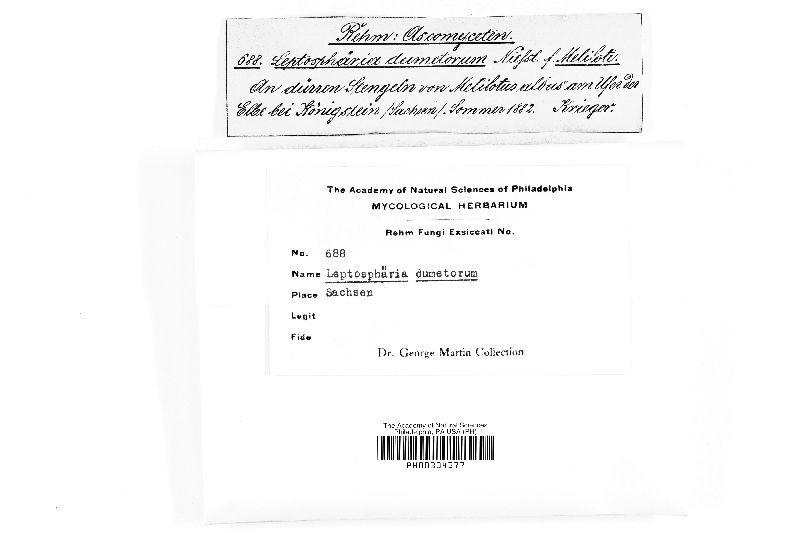 Rehm: Ascomyceten.
688. Leptosphäria dumetorum Nießl. f. Meliloti.
An dürren Stengeln von Melilotus albus am Ufer der
Elbe bei Königstein /Sachsen/. Sommer 1882. Krieger.
The Academy of Natural Sciences of Philadelphia
MYCOLOGICAL HERBARIUM
Rehm Fungi Exsiccati No.
No. 688
Name Leptosphäria dumetorum
Place Sachsen
Legit
Fide
Dr. George Martin Collection
The Academy of Natural Sciences
Philadelphia, PA USA (PH)